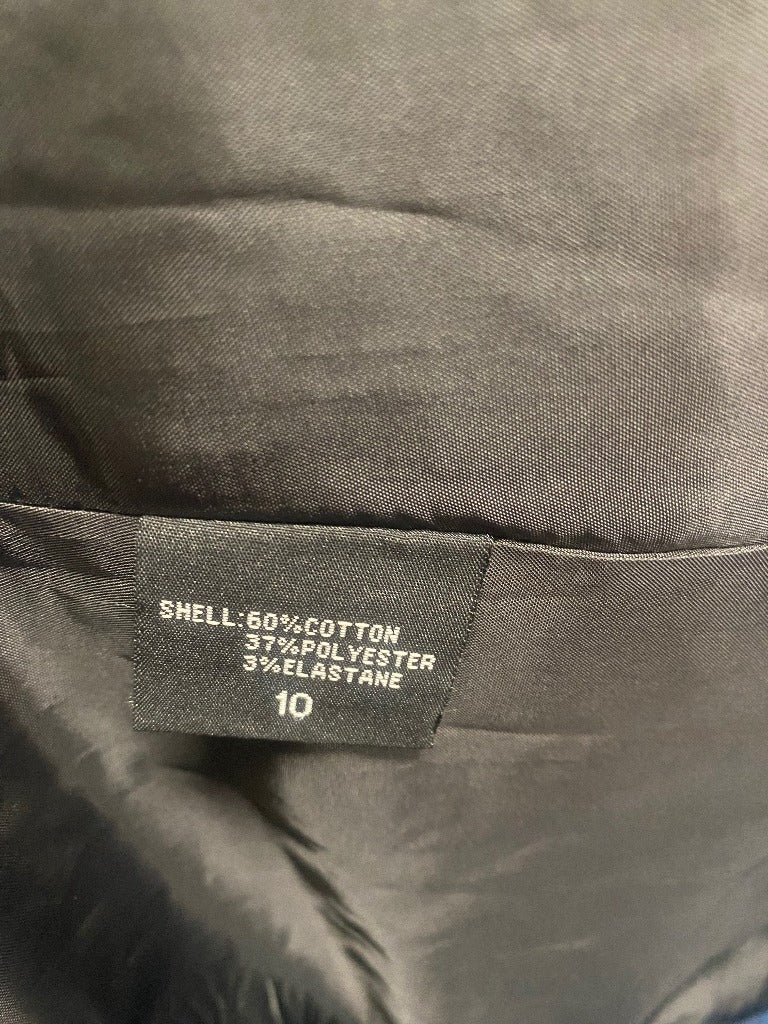 SHELL:60%COTTON
37%POLYESTER
3%ELASTANE
10